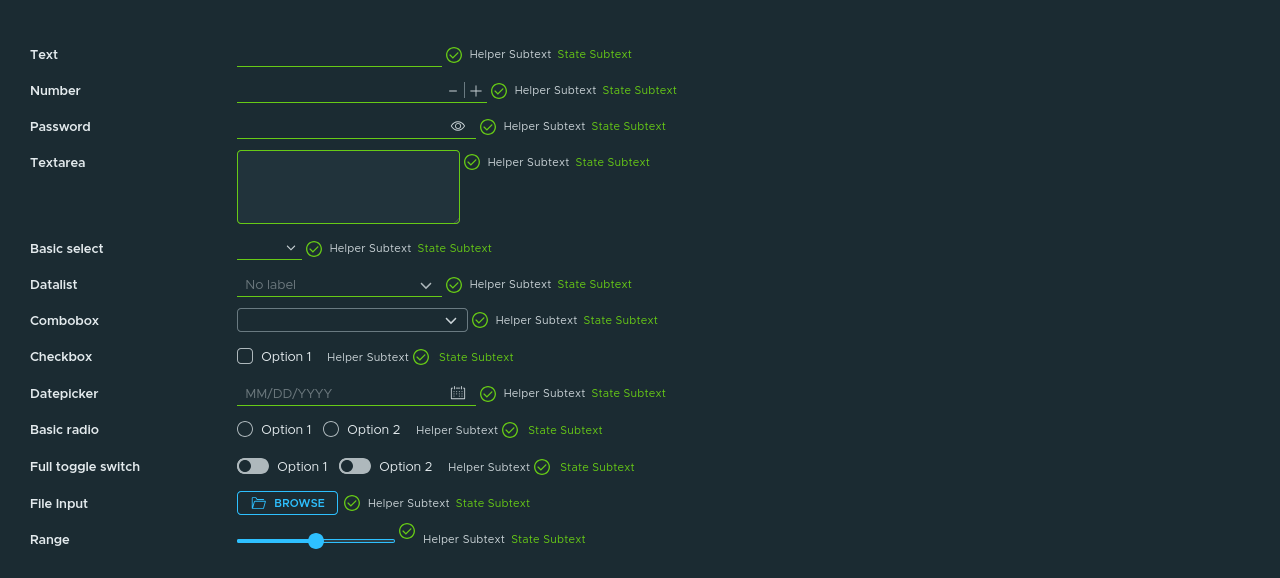 Text Helper Subtext State Subtext
Number Helper Subtext State Subtext
Password Helper Subtext State Subtext
Textarea Helper Subtext State Subtext
Basic select Helper Subtext State Subtext
Datalist No label Helper Subtext State Subtext
Combobox Helper Subtext State Subtext
Checkbox Option 1 Helper Subtext State Subtext
Datepicker MM/DD/YYYY Helper Subtext State Subtext
Basic radio Option 1 Option 2 Helper Subtext State Subtext
Full toggle switch Option 1 Option 2 Helper Subtext State Subtext
File Input BROWSE Helper Subtext State Subtext
Range Helper Subtext State Subtext